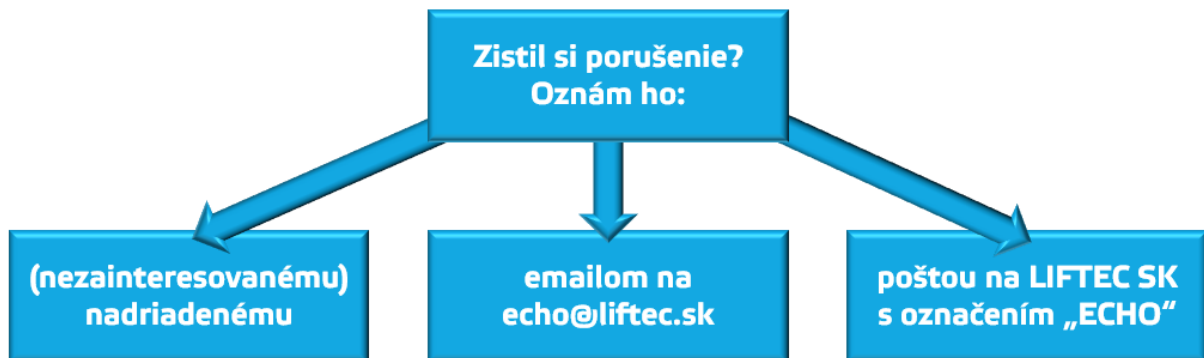 Zistil si porušenie?
Oznám ho:
(nezainteresovanému)
nadriadenému
emailom na
echo@liftec.sk
poštou na LIFTEC SK
s označením „ECHO“